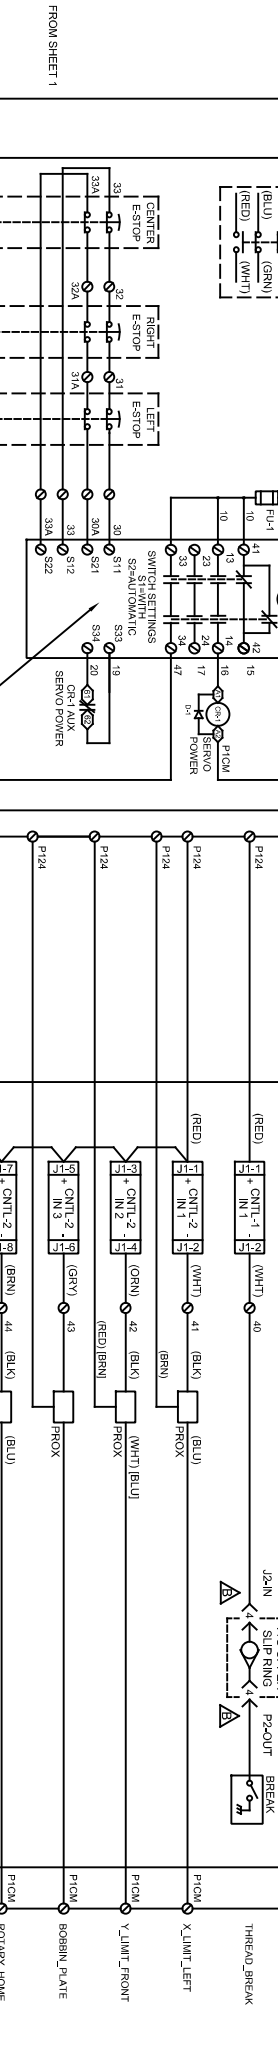 FROM SHEET 1
(BLU)
(RED)
(GRN)
(WHT)
33
33A
CENTER
E-STOP
32
32A
RIGHT
E-STOP
31
31A
LEFT
E-STOP
30
30A
33
33A
S11
S21
S12
S22
FU-1
10
10
41
13
23
33
42
14
24
34
15
16
17
47
SWITCH SETTINGS
S1=WITH
S2=AUTOMATIC
S33
S34
19
20
61
62
CR-1 AUX
SERVO POWER
A1
CR-1
A2
D-1
P1CM
SERVO
POWER
P124
P124
P124
P124
P124
(RED)
J1-1
+ CNTL-1 -
IN 1
J1-2
(WHT)
40
J2-IN
B
4
SLIP RING
4
B
P2-OUT
BREAK
THREAD_BREAK
(RED)
J1-1
+ CNTL-2 -
IN 1
J1-2
(WHT)
41
(BLK)
(BRN)
PROX
(BLU)
P1CM
X_LIMIT_LEFT
J1-3
+ CNTL-2 -
IN 2
J1-4
(ORN)
42
(BLK)
(RED) [BRN]
PROX
(WHT) [BLU]
P1CM
Y_LIMIT_FRONT
J1-5
+ CNTL-2 -
IN 3
J1-6
(GRY)
43
PROX
P1CM
BOBBIN_PLATE
J1-7
+ CNTL-2 -
J1-8
(BRN)
44
(BLK)
(BLU)
P1CM
ROTARY_HOME